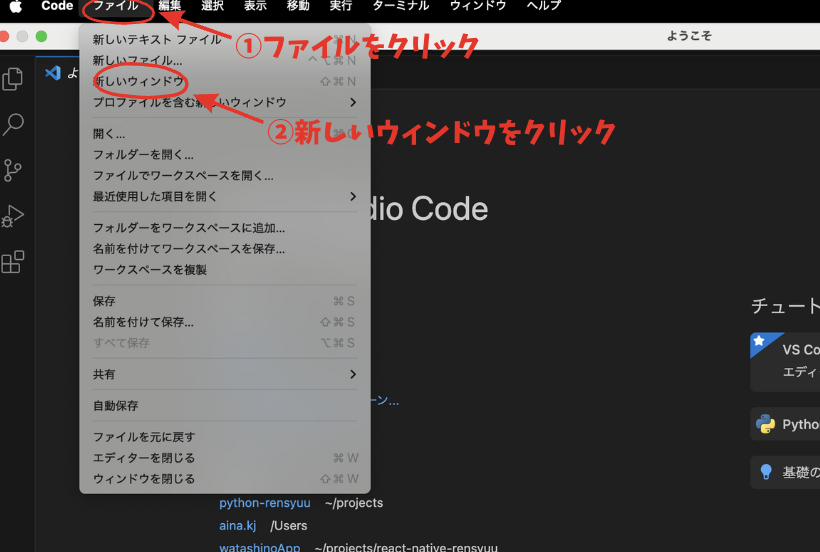 Code ファイル 編集 選択 表示 移動 実行 ターミナル ウィンドウ ヘルプ
ようこそ
①ファイルをクリック
新しいテキスト ファイル ⌘ N
新しいファイル... ^ ⌥ ⌘ N
新しいウィンドウ ⇧ ⌘ N
プロファイルを含む新しいウィンドウ
②新しいウィンドウをクリック
開く...
フォルダーを開く...
ファイルでワークスペースを開く...
最近使用した項目を開く
dio Code
フォルダーをワークスペースに追加...
名前を付けてワークスペースを保存...
ワークスペースを複製
保存 ⌘ S
名前を付けて保存... ⇧ ⌘ S
すべて保存 ⌥ ⌘ S
共有
自動保存
ファイルを元に戻す
エディターを閉じる ⌘ W
ウィンドウを閉じる ⇧ ⌘ W
チュート
VS Co
エディ
ーン...
Pytho
基礎の
python-rensyuu ~/projects
aina.kj /Users
watashinoApp ~/projects/react-native-rensyuu